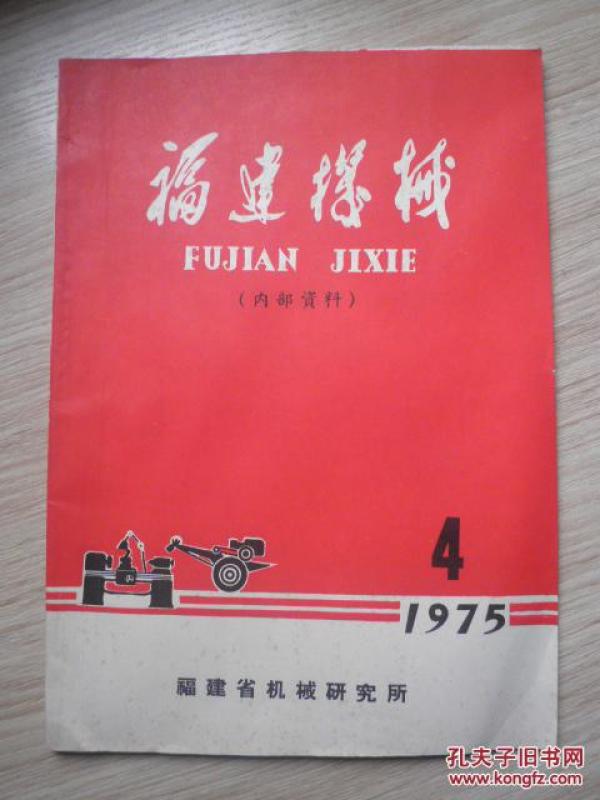 福建機械
FUJIAN JIXIE
(内部資料)
4
1975
福建省机械研究所
孔夫子旧书网
www.kongfz.com